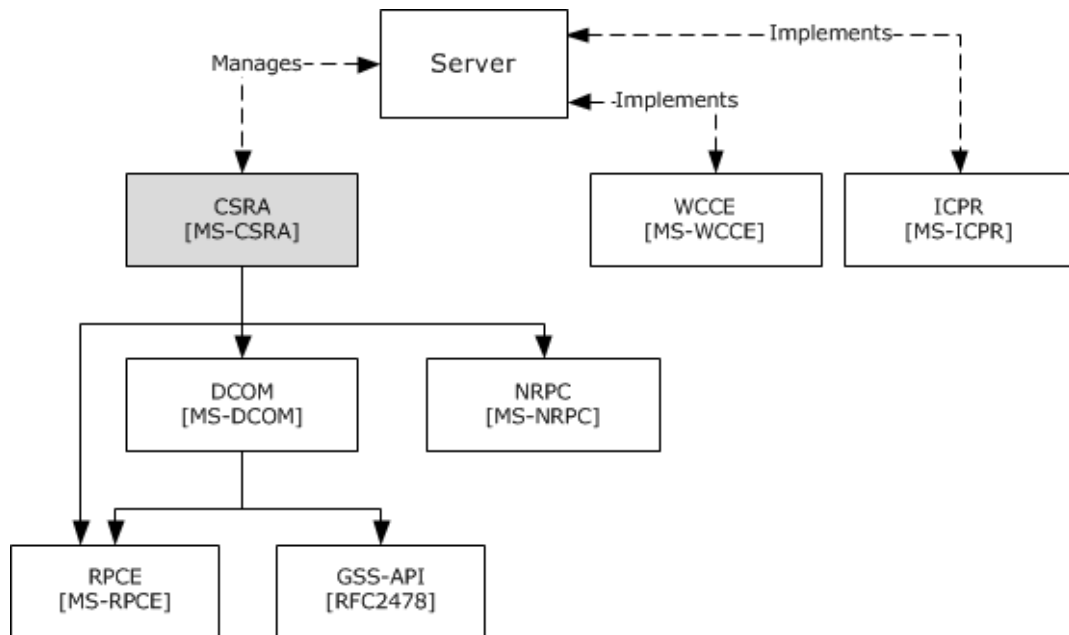 Implements
Manages
Server
Implements
CSRA
[MS-CSRA]
WCCE
[MS-WCCE]
ICPR
[MS-ICPR]
DCOM
[MS-DCOM]
NRPC
[MS-NRPC]
RPCE
[MS-RPCE]
GSS-API
[RFC2478]